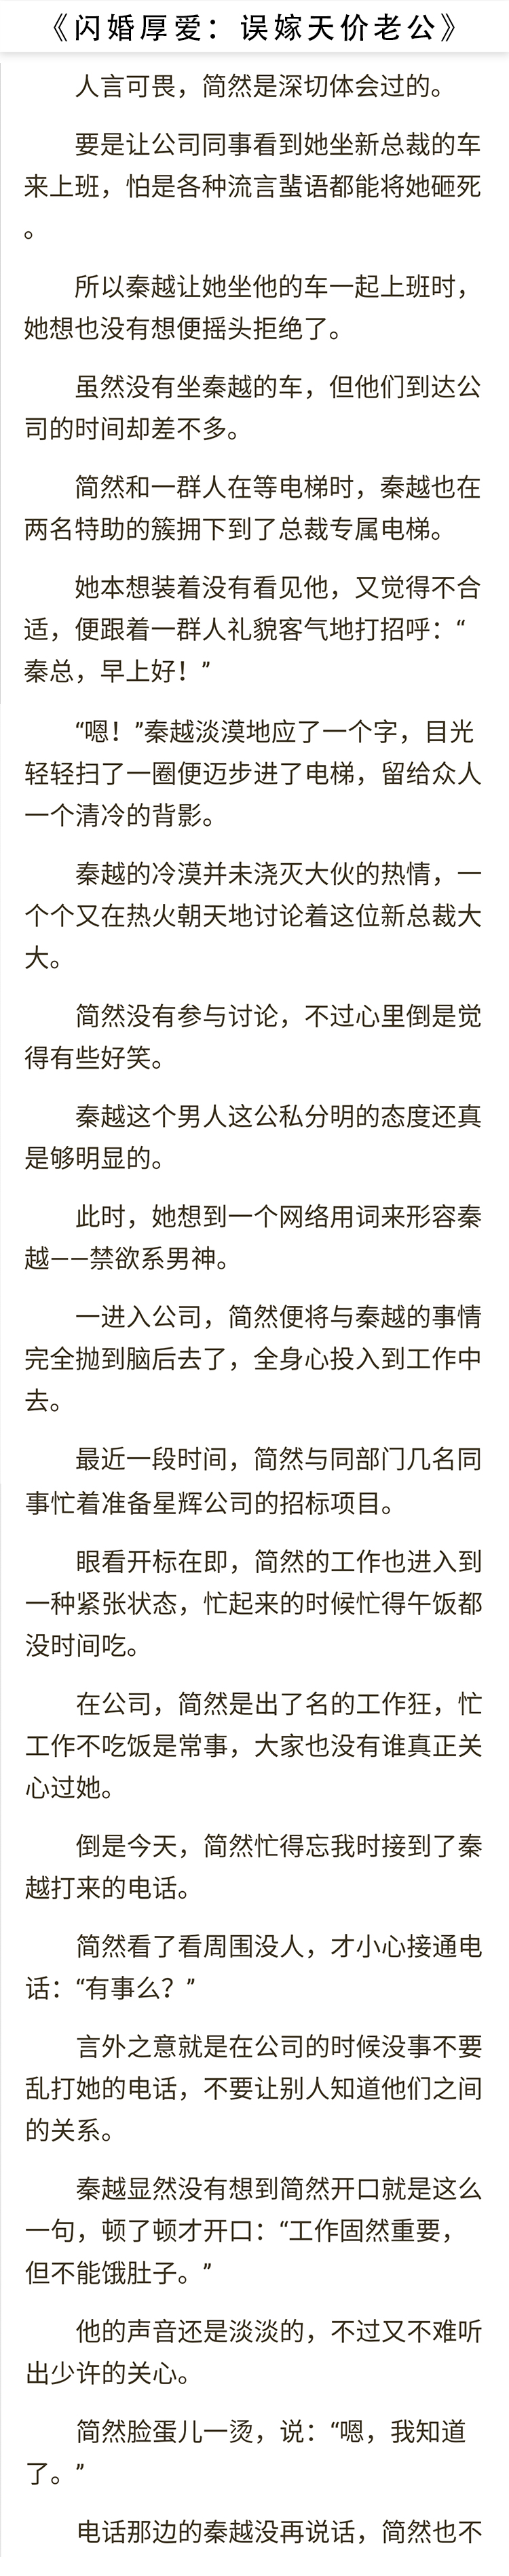 《闪婚厚爱：误嫁天价老公》
人言可畏，简然是深切体会过的。
要是让公司同事看到她坐新总裁的车
来上班，怕是各种流言蜚语都能将她砸死
。
所以秦越让她坐他的车一起上班时，
她想也没有想便摇头拒绝了。
虽然没有坐秦越的车，但他们到达公
司的时间却差不多。
简然和一群人在等电梯时，秦越也在
两名特助的簇拥下到了总裁专属电梯。
她本想装着没有看见他，又觉得不合
适，便跟着一群人礼貌客气地打招呼：“
秦总，早上好！”
“嗯！”秦越淡漠地应了一个字，目光
轻轻扫了一圈便迈步进了电梯，留给众人
一个清冷的背影。
秦越的冷漠并未浇灭大伙的热情，一
个个又在热火朝天地讨论着这位新总裁大
大。
简然没有参与讨论，不过心里倒是觉
得有些好笑。
秦越这个男人这公私分明的态度还真
是够明显的。
此时，她想到一个网络用词来形容秦
越——禁欲系男神。
一进入公司，简然便将与秦越的事情
完全抛到脑后去了，全身心投入到工作中
去。
最近一段时间，简然与同部门几名同
事忙着准备星辉公司的招标项目。
眼看开标在即，简然的工作也进入到
一种紧张状态，忙起来的时候忙得午饭都
没时间吃。
在公司，简然是出了名的工作狂，忙
工作不吃饭是常事，大家也没有谁真正关
心过她。
倒是今天，简然忙得忘我时接到了秦
越打来的电话。
简然看了看周围没人，才小心接通电
话：“有事么？”
言外之意就是在公司的时候没事不要
乱打她的电话，不要让别人知道他们之间
的关系。
秦越显然没有想到简然开口就是这么
一句，顿了顿才开口：“工作固然重要，
但不能饿肚子。”
他的声音还是淡淡的，不过又不难听
出少许的关心。
简然脸蛋儿一烫，说：“嗯，我知道
了。”
电话那边的秦越没再说话，简然也不